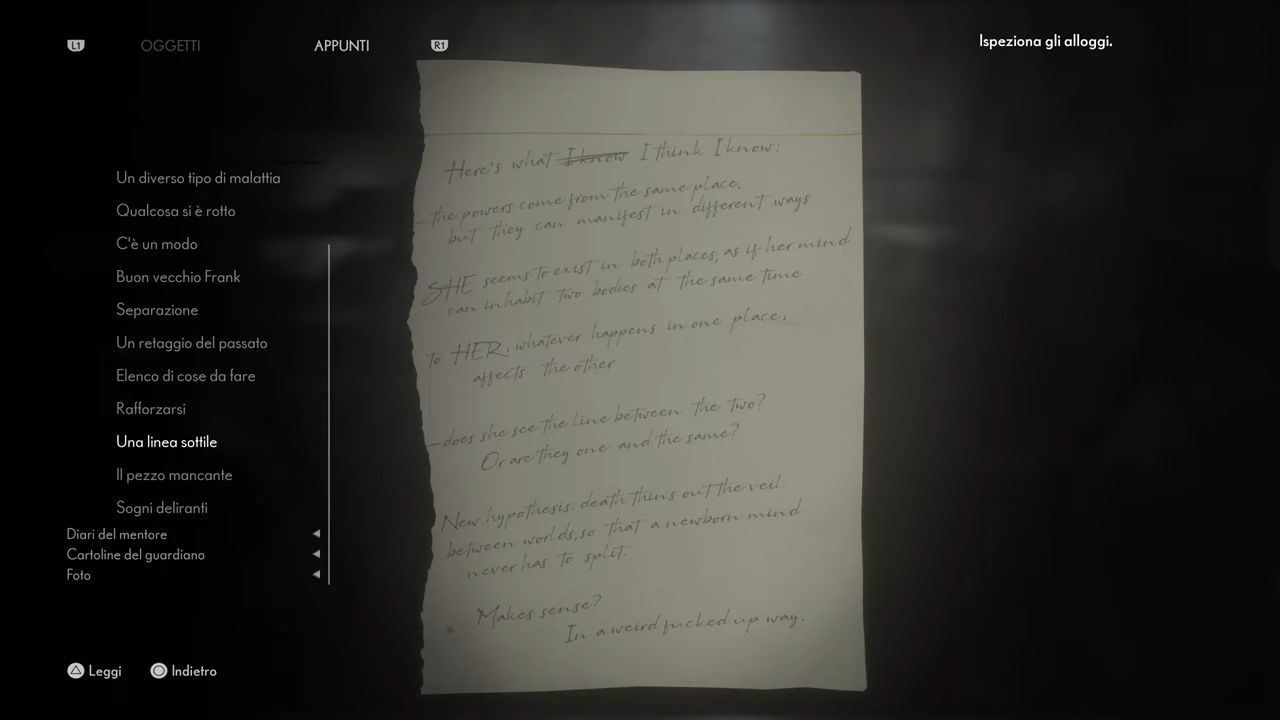 L1
OGGETTI
APPUNTI
R1
Ispeziona gli alloggi.
Un diverso tipo di malattia
Qualcosa si è rotto
C'è un modo
Buon vecchio Frank
Separazione
Un retaggio del passato
Elenco di cose da fare
Rafforzarsi
Una linea sottile
Il pezzo mancante
Sogni deliranti
Diari del mentore
Cartoline del guardiano
Foto
Leggi
Indietro
Here's what I know I think I know:
- the powers come from the same place,
but they can manifest in different ways
SHE seems to exist in both places, as if her mind
can inhabit two bodies at the same time
to HER, whatever happens in one place,
affects the other
- does she see the line between the two?
Or are they one and the same?
New hypothesis: death thins out the veil
between worlds, so that a newborn mind
never has to split.
Makes sense?
In a weird fucked up way.